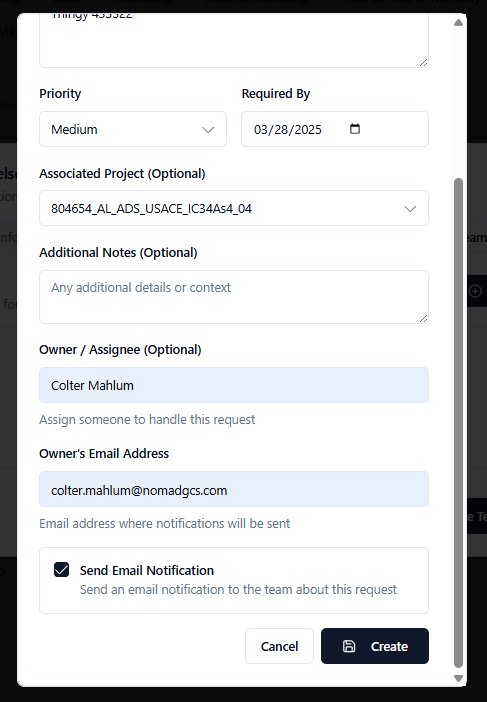 Thingy 433322
Priority
Required By
Medium
03/28/2025
Associated Project (Optional)
804654_AL_ADS_USACE_IC34As4_04
Additional Notes (Optional)
Any additional details or context
Owner / Assignee (Optional)
Colter Mahlum
Assign someone to handle this request
Owner's Email Address
colter.mahlum@nomadgcs.com
Email address where notifications will be sent
Send Email Notification
Send an email notification to the team about this request
Cancel
Create